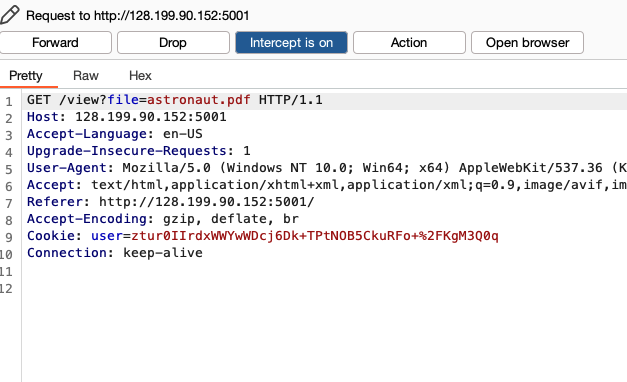 Request to http://128.199.90.152:5001
Forward Drop Intercept is on Action Open browser
Pretty Raw Hex
1 GET /view?file=astronaut.pdf HTTP/1.1
2 Host: 128.199.90.152:5001
3 Accept-Language: en-US
4 Upgrade-Insecure-Requests: 1
5 User-Agent: Mozilla/5.0 (Windows NT 10.0; Win64; x64) AppleWebKit/537.36 (K
6 Accept: text/html,application/xhtml+xml,application/xml;q=0.9,image/avif,im
7 Referer: http://128.199.90.152:5001/
8 Accept-Encoding: gzip, deflate, br
9 Cookie: user=ztur0IIrdxWWYwWDcj6Dk+TPtNOB5CkuRFo+%2FKgM3Q0q
10 Connection: keep-alive
11
12